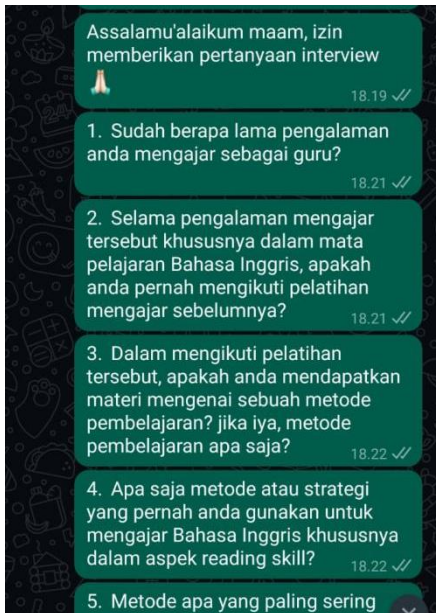 Assalamu'alaikum maam, izin
memberikan pertanyaan interview
🙏🏻
18.19
1. Sudah berapa lama pengalaman
anda mengajar sebagai guru?
18.21
2. Selama pengalaman mengajar
tersebut khususnya dalam mata
pelajaran Bahasa Inggris, apakah
anda pernah mengikuti pelatihan
mengajar sebelumnya?
18.21
3. Dalam mengikuti pelatihan
tersebut, apakah anda mendapatkan
materi mengenai sebuah metode
pembelajaran? jika iya, metode
pembelajaran apa saja?
18.22
4. Apa saja metode atau strategi
yang pernah anda gunakan untuk
mengajar Bahasa Inggris khususnya
dalam aspek reading skill?
18.22
5. Metode apa yang paling sering